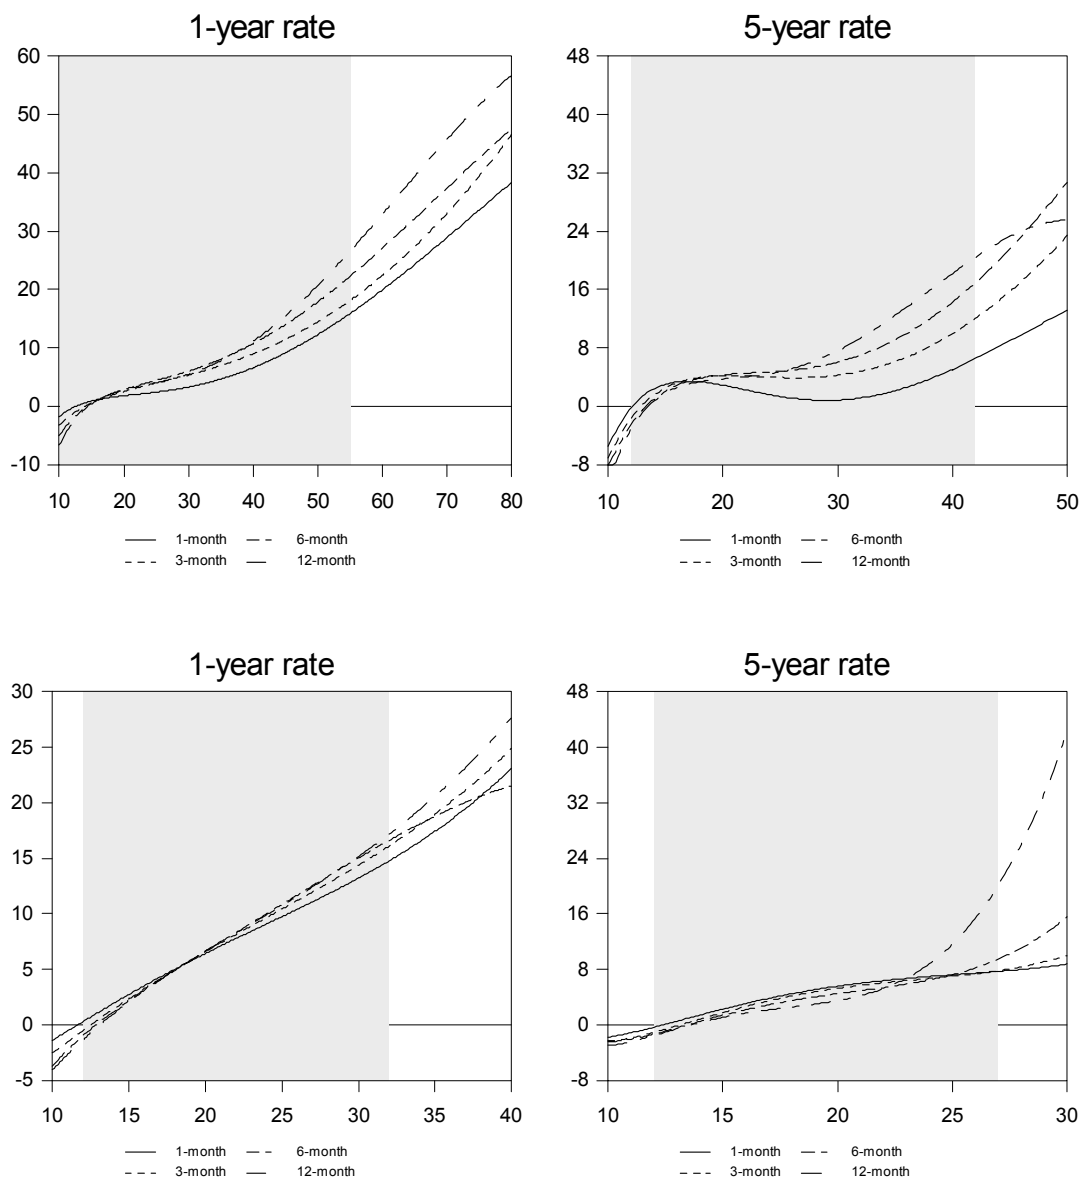 1-year rate
60
50
40
30
20
10
0
-10
10 20 30 40 50 60 70 80
1-month 6-month
3-month 12-month
5-year rate
48
40
32
24
16
8
0
-8
10 20 30 40 50
1-month 6-month
3-month 12-month
1-year rate
30
25
20
15
10
5
0
-5
10 15 20 25 30 35 40
1-month 6-month
3-month 12-month
5-year rate
48
40
32
24
16
8
0
-8
10 15 20 25 30
1-month 6-month
3-month 12-month